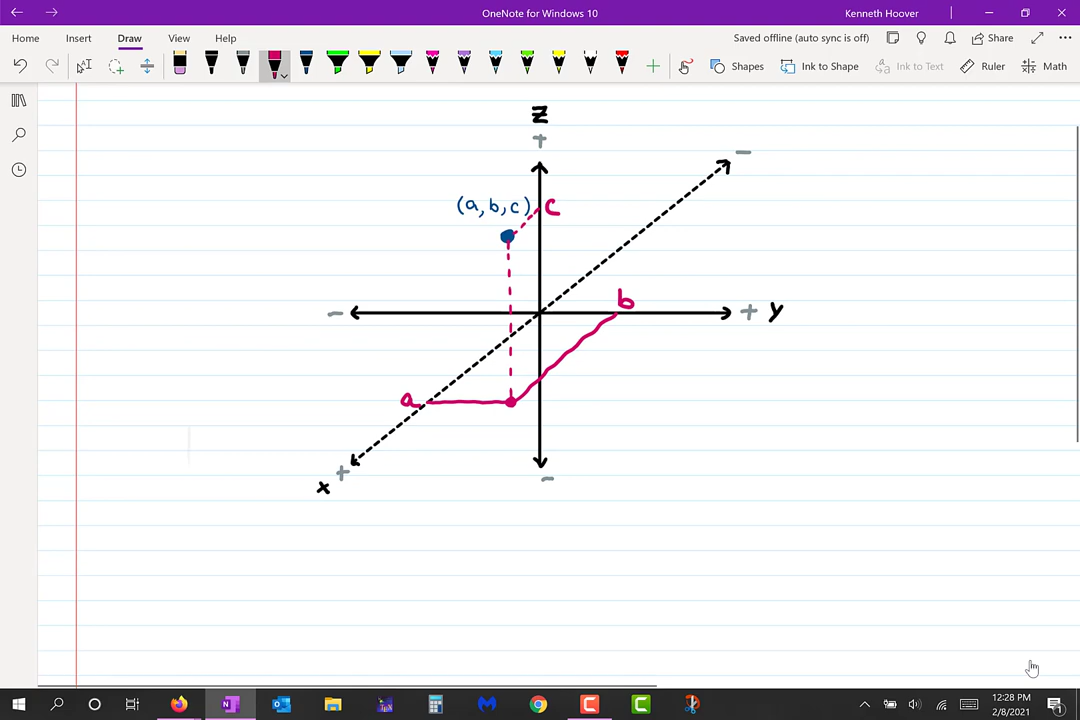 OneNote for Windows 10
Kenneth Hoover
Home Insert Draw View Help
Saved offline (auto sync is off)
Share
Shapes
Ink to Shape
Ink to Text
Ruler
Math
z
+
-
(a, b, c)
c
b
- + y
a
+
x
-
12:28 PM
2/8/2021
1